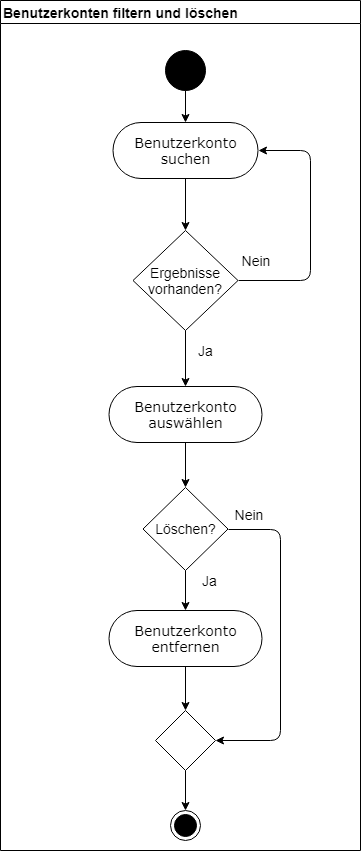 Benutzerkonten filtern und löschen
Benutzerkonto
suchen
Nein
Ergebnisse
vorhanden?
Ja
Benutzerkonto
auswählen
Nein
Löschen?
Ja
Benutzerkonto
entfernen